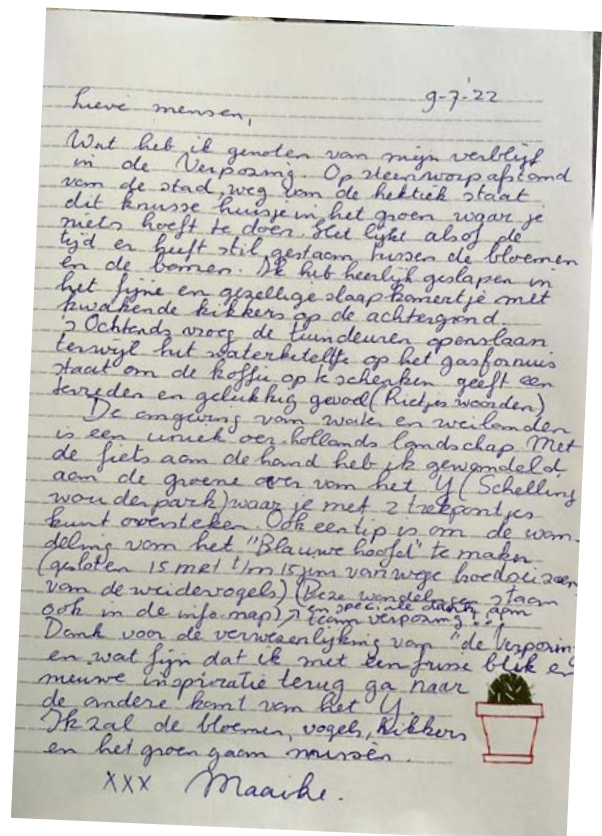 9-7-'22
Lieve mensen,
Wat heb ik genoten van mijn verblijf
in de Verpozing. Op steenworp afstand
van de stad, weg van de hektiek staat
dit knusse huisje in het groen waar je
niets hoeft te doen. Het lijkt alsof de
tijd er heeft stil gestaan tussen de bloemen
en de bomen. Ik heb heerlijk geslapen in
het fijne en gezellige slaapkamertje met
kwakende kikkers op de achtergrond.
's Ochtends vroeg de tuindeuren openslaan
terwijl het waterketeltje op het gasfornuis
staat om de koffie op te schenken geeft een
tevreden en gelukkig gevoel (Rietjes woorden)
De omgeving van water en weilanden
is een uniek oer hollands landschap. Met
de fiets aan de hand heb ik gewandeld
aan de groene oever van het Y (Schelling
wouderpark) waar je met 2 trekpontjes
kunt oversteken. Ook een tip is om de wan-
deling van het "Blauwe hoofd" te maken
(gesloten 15 mrt t/m 15 jun vanwege broedseizoen
van de weidevogels) (Deze wandelingen staan
ook in de info map) → en speciale dank aan
team verpozing!!!
Dank voor de verwezenlijking van "de Verpozin
en wat fijn dat ik met een frisse blik en
nieuwe inspiratie terug ga naar
de andere kant van het Y.
Ik zal de bloemen, vogels, kikkers
en het groen gaan missen.
xxx Maaike.